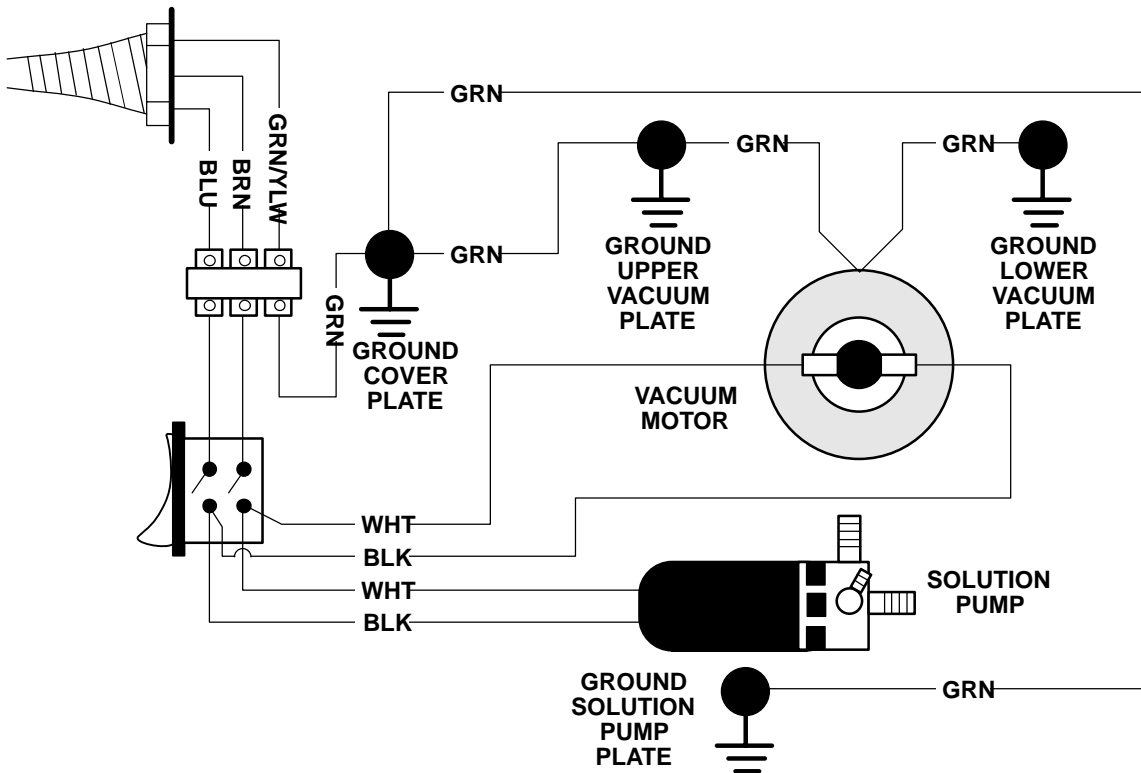 GRN
GRN
GRN
GRN
BLU
BRN
GRN/YLW
GRN
GRN
GROUND
COVER
PLATE
GROUND
UPPER
VACUUM
PLATE
GROUND
LOWER
VACUUM
PLATE
VACUUM
MOTOR
WHT
BLK
WHT
BLK
SOLUTION
PUMP
GROUND
SOLUTION
PUMP
PLATE
GRN